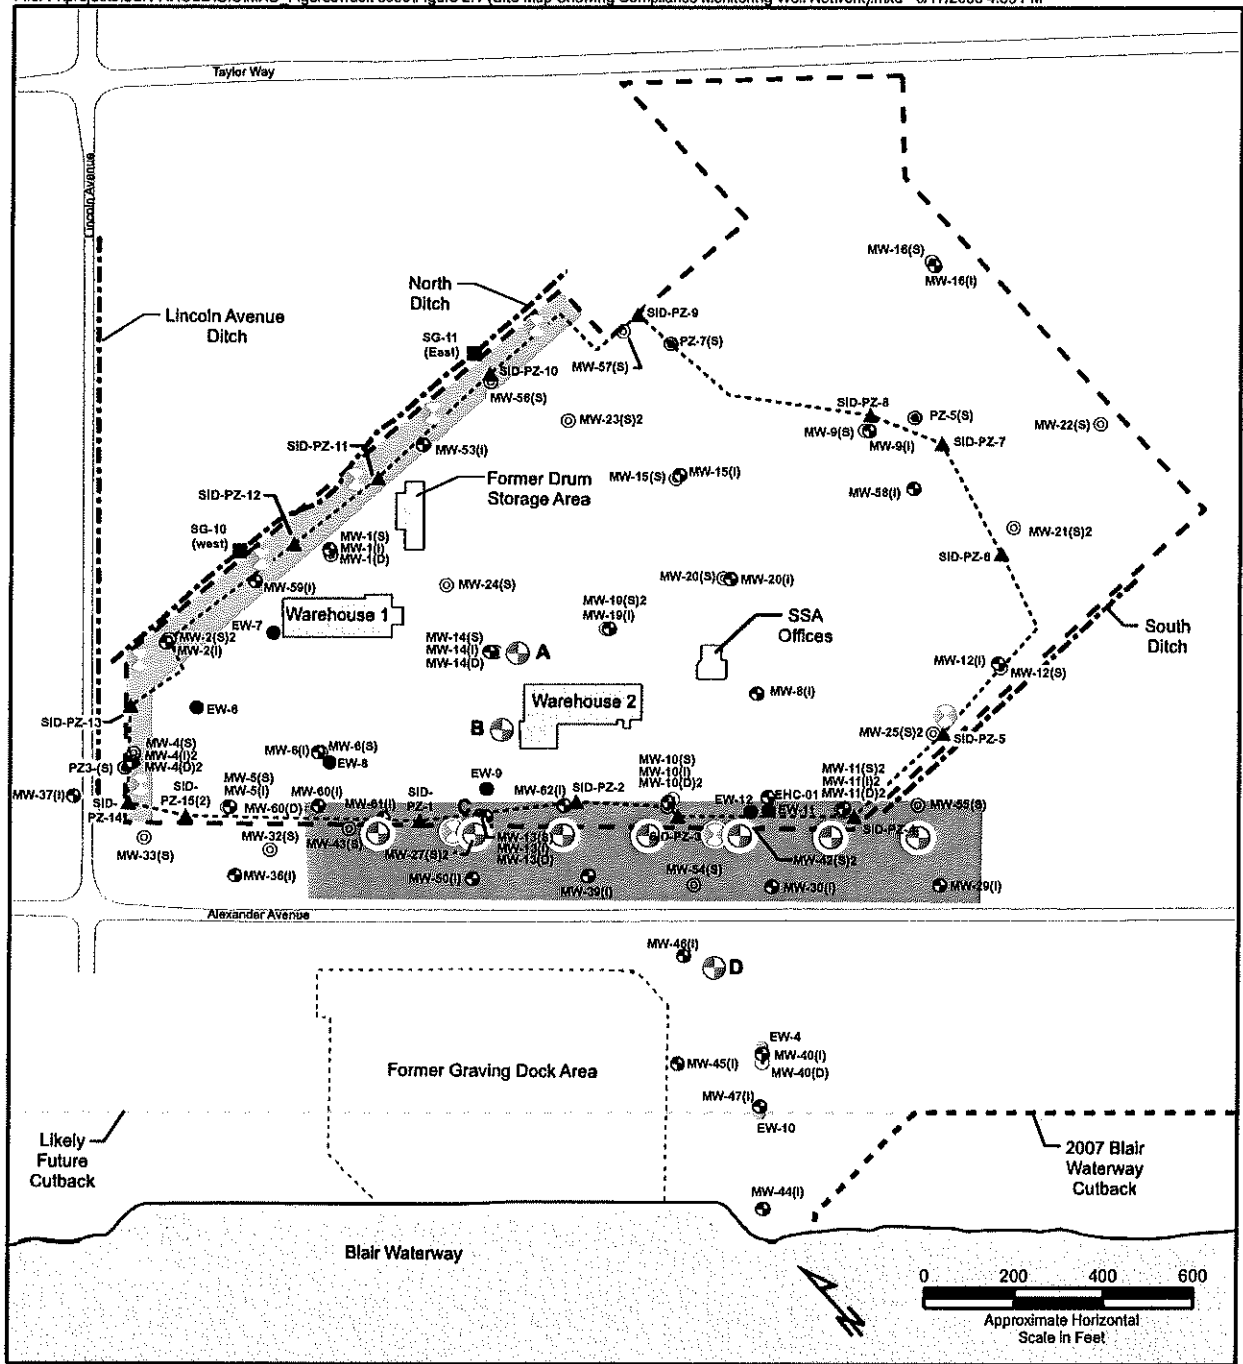 Taylor Way
Lincoln Avenue
MW-16(S)
MW-16(I)
North
Ditch
Lincoln Avenue
Ditch
SG-11
(East)
SID-PZ-9
PZ-7(S)
MW-57(S)
SID-PZ-10
MW-56(S)
MW-23(S)2
SID-PZ-8
PZ-5(S)
MW-22(S)
MW-9(S)
MW-9(I)
SID-PZ-7
SID-PZ-11
MW-53(I)
MW-15(S)
MW-15(I)
Former Drum
Storage Area
MW-58(I)
SID-PZ-12
SG-10
(west)
MW-1(S)
MW-1(I)
MW-1(D)
MW-21(S)2
SID-PZ-6
MW-59(I)
MW-24(S)
MW-20(S)
MW-20(I)
Warehouse 1
EW-7
MW-19(S)2
MW-19(I)
SSA
Offices
South
Ditch
MW-2(S)2
MW-2(I)
MW-14(S)
MW-14(I)
MW-14(D)
A
MW-12(I)
MW-12(S)
MW-8(I)
SID-PZ-13
EW-6
Warehouse 2
B
MW-25(S)2
SID-PZ-5
MW-4(S)
MW-4(I)2
MW-4(D)2
PZ3-(S)
MW-6(I)
MW-6(S)
EW-8
MW-10(S)
MW-10(I)
MW-10(D)2
MW-11(S)2
MW-11(I)2
MW-11(D)2
MW-37(I)
SID-
PZ-14
SID-
PZ-15(2)
MW-5(S)
MW-5(I)
MW-60(I)
MW-60(D)
MW-61(I)
SID-
PZ-1
EW-9
MW-62(I)
SID-PZ-2
EHC-01
EW-12
EW-11
MW-55(S)
SID-PZ-3
MW-33(S)
MW-32(S)
MW-43(S)
MW-27(S)2
MW-13(S)
MW-13(I)
MW-13(D)
MW-42(S)2
MW-36(I)
MW-50(I)
MW-39(I)
MW-54(S)
MW-30(I)
MW-29(I)
Alexander Avenue
MW-46(I)
D
EW-4
MW-40(I)
MW-40(D)
Former Graving Dock Area
MW-45(I)
MW-47(I)
EW-10
Likely
Future
Cutback
2007 Blair
Waterway
Cutback
MW-44(I)
Blair Waterway
N
0 200 400 600
Approximate Horizontal
Scale in Feet